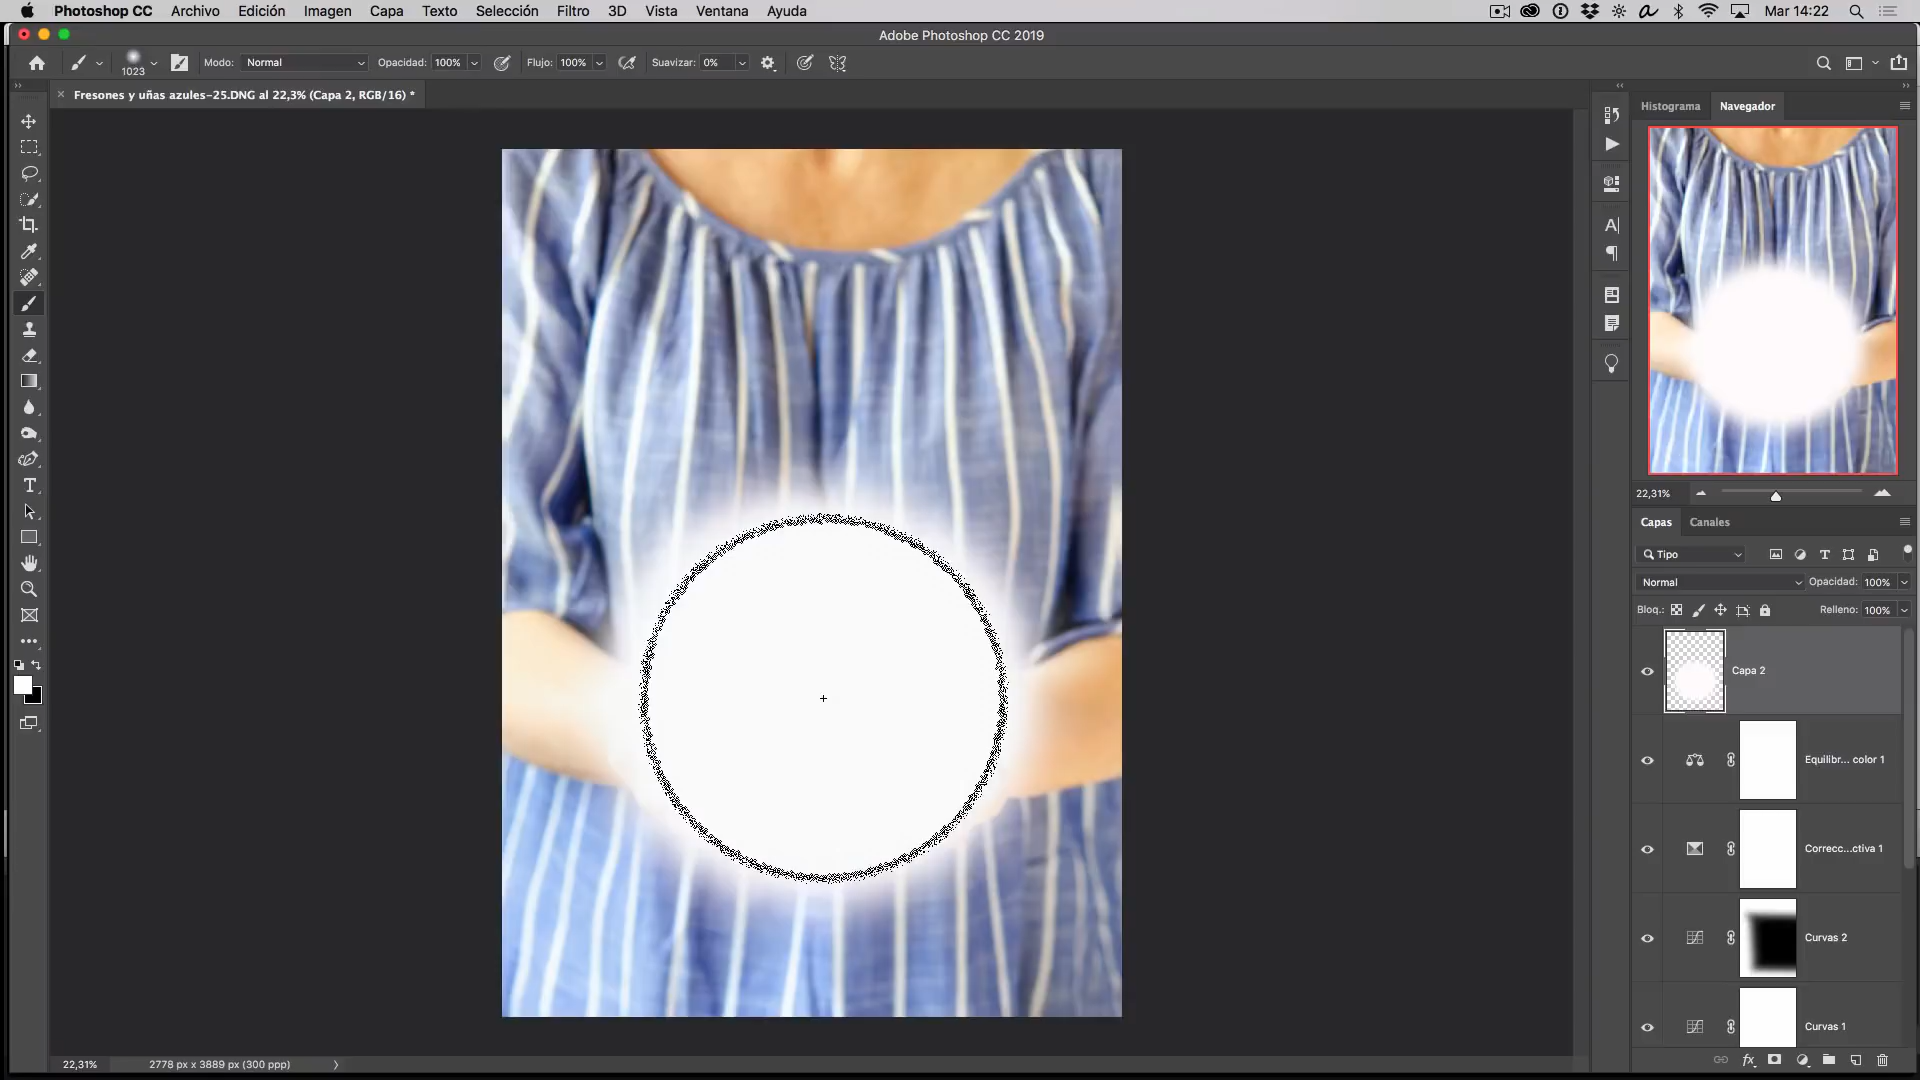 Photoshop CC Archivo Edición Imagen Capa Texto Selección Filtro 3D Vista Ventana Ayuda Mar 14:22
Adobe Photoshop CC 2019
1023 Modo: Normal Opacidad: 100% Flujo: 100% Suavizar: 0%
Fresones y uñas azules-25.DNG al 22,3% (Capa 2, RGB/16) *
Histograma Navegador
22,31%
Capas Canales
Tipo
Normal Opacidad: 100%
Bloq.: Relleno: 100%
Capa 2
Equilibr... color 1
Correcc...ctiva 1
Curvas 2
Curvas 1
22,31% 2778 px x 3889 px (300 ppp)